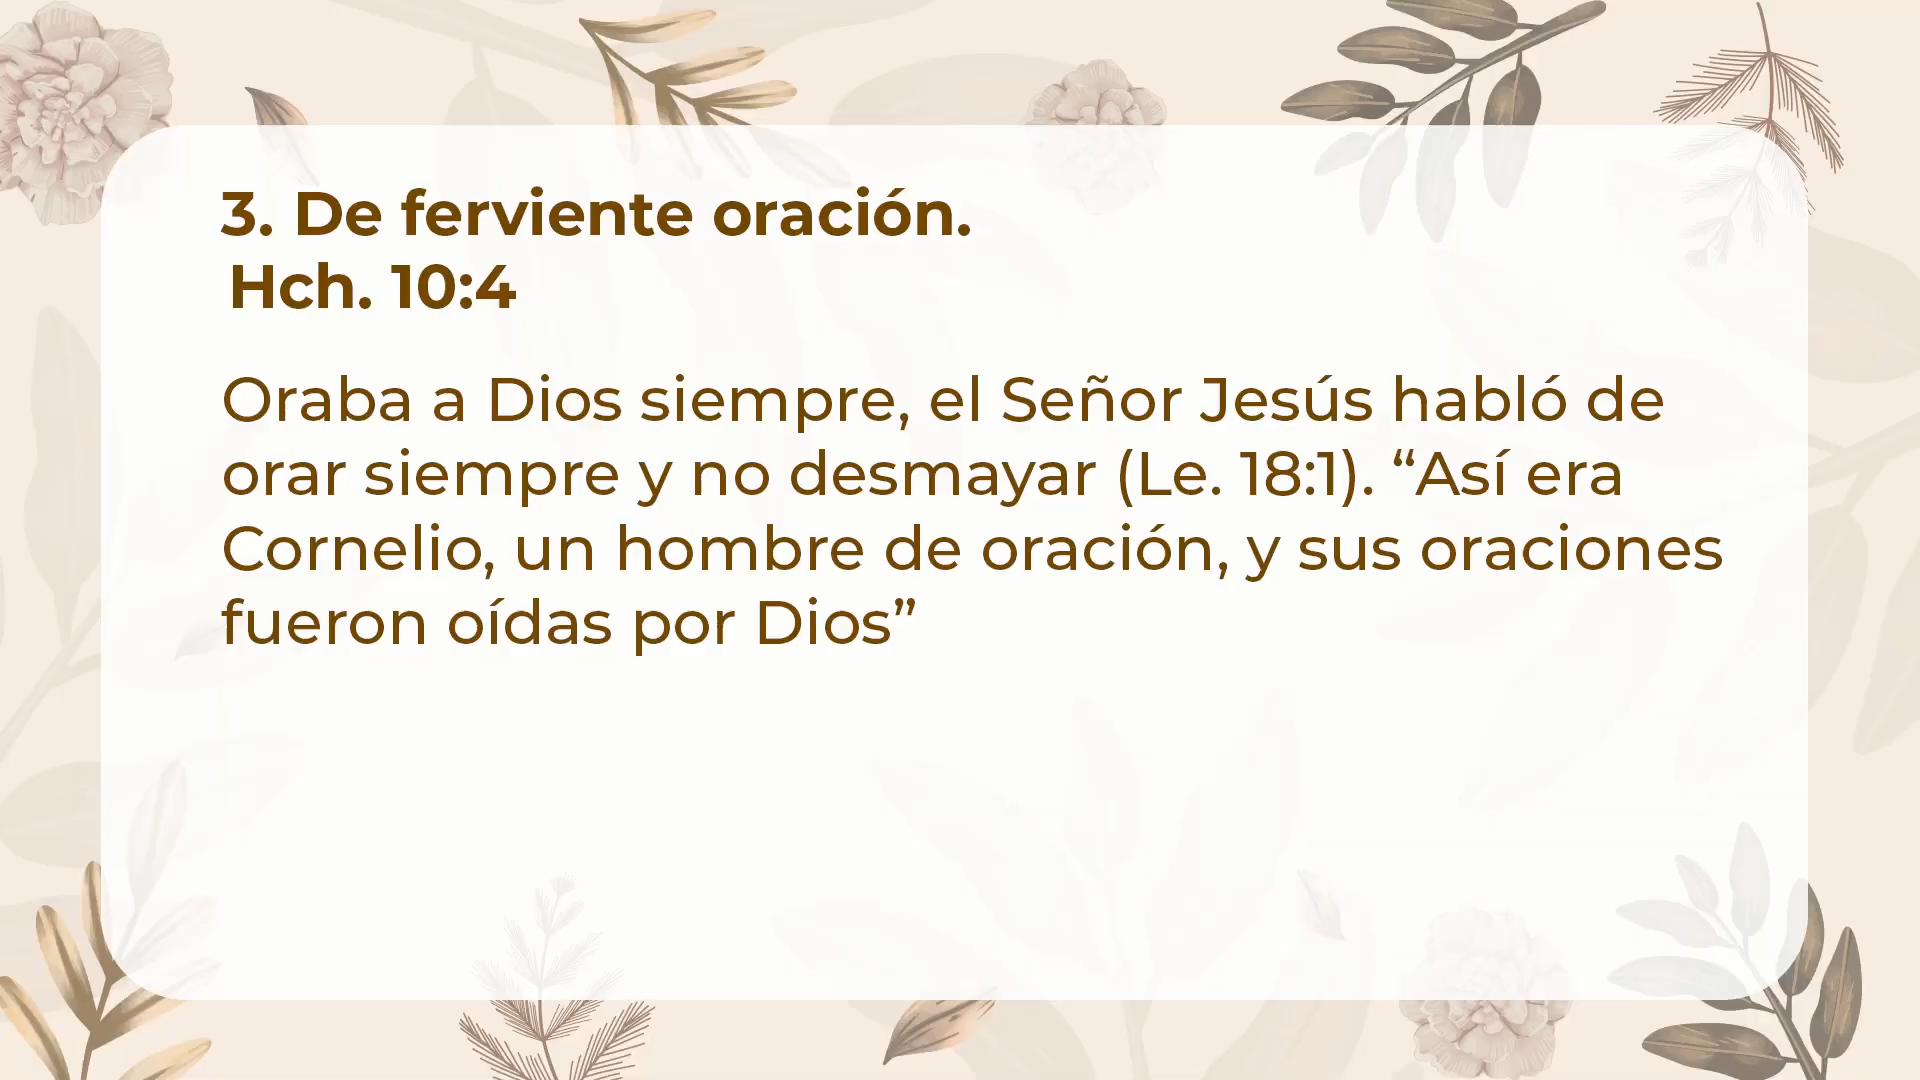 3. De ferviente oración.
Hch. 10:4
Oraba a Dios siempre, el Señor Jesús habló de
orar siempre y no desmayar (Le. 18:1). “Así era
Cornelio, un hombre de oración, y sus oraciones
fueron oídas por Dios”